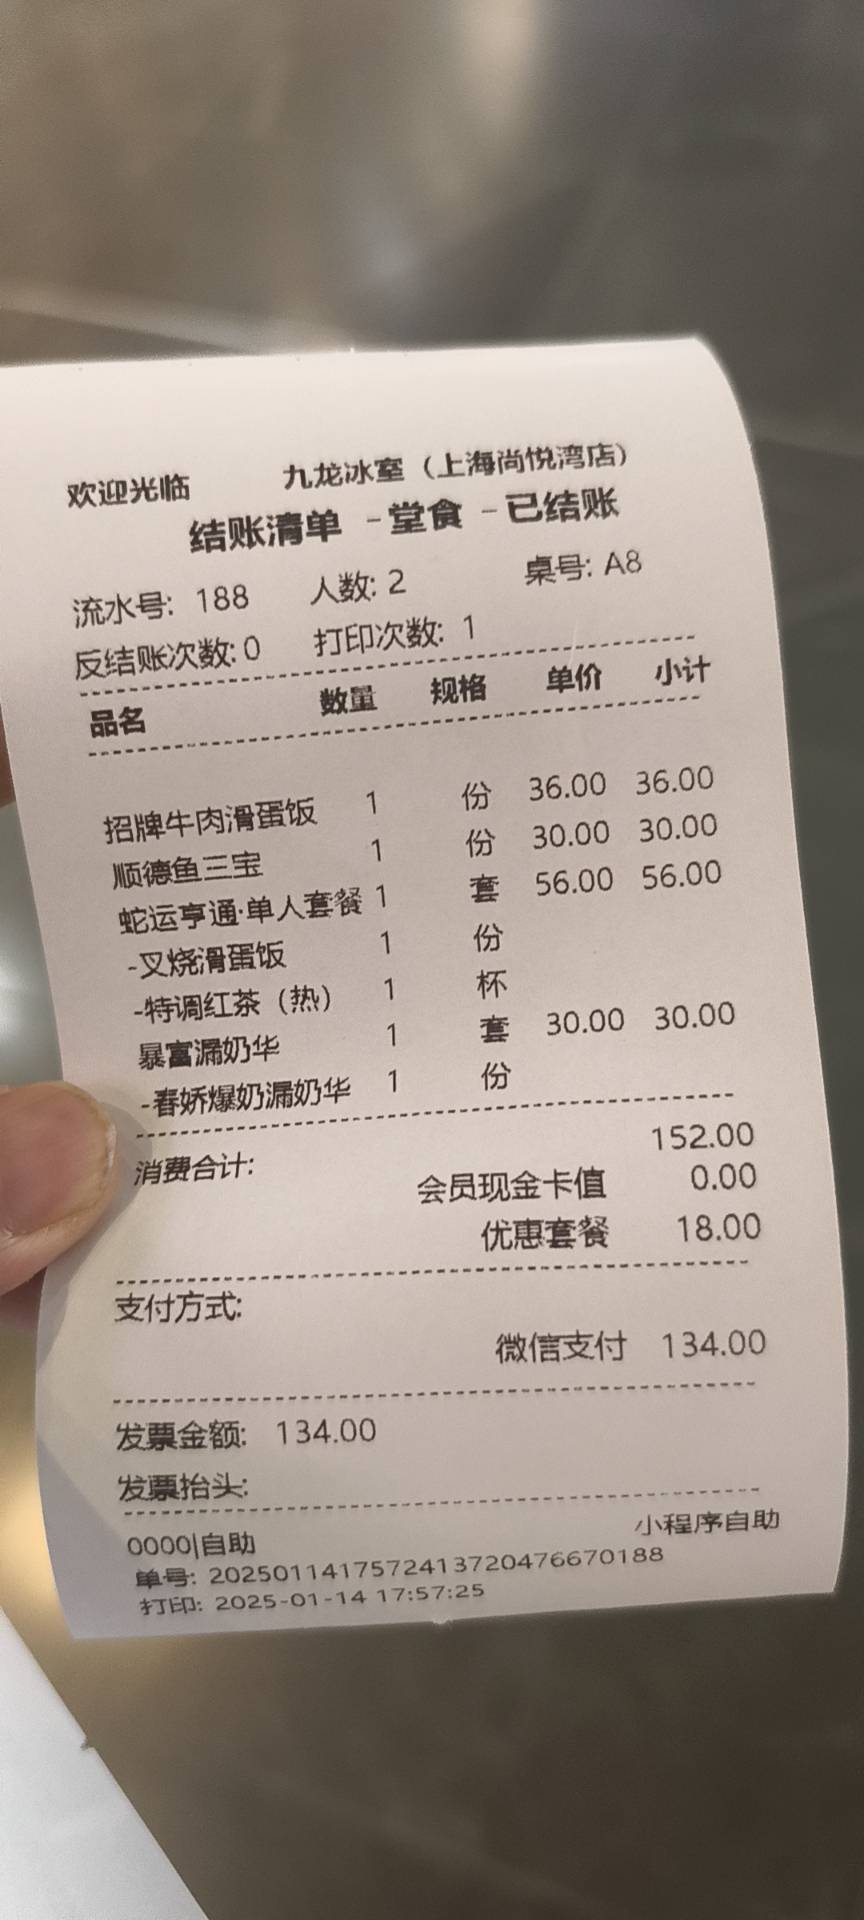 欢迎光临 九龙冰室（上海尚悦湾店）
结账清单 -堂食 -已结账
流水号: 188 人数: 2 桌号: A8
反结账次数: 0 打印次数: 1
品名 数量 规格 单价 小计
招牌牛肉滑蛋饭 1 份 36.00 36.00
顺德鱼三宝 1 份 30.00 30.00
蛇运亨通·单人套餐 1 套 56.00 56.00
-叉烧滑蛋饭 1 份
-特调红茶（热） 1 杯
暴富漏奶华 1 套 30.00 30.00
-春娇爆奶漏奶华 1 份
消费合计: 152.00
会员现金卡值 0.00
优惠套餐 18.00
支付方式:
微信支付 134.00
发票金额: 134.00
发票抬头:
0000|自助 小程序自助
单号: 2025011417572413720476670188
打印: 2025-01-14 17:57:25